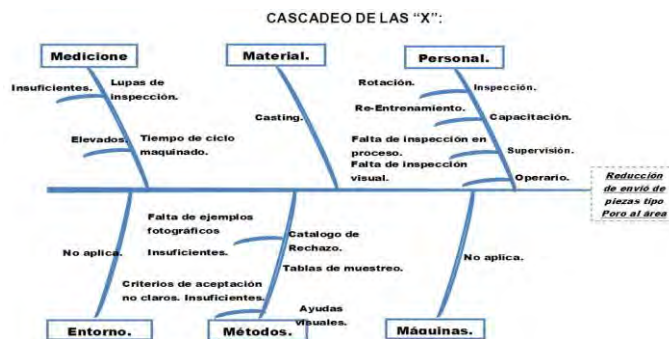 CASCADEO DE LAS “X”:
Medicione
Material.
Personal.
Insuficientes.
Lupas de
inspección.
Elevados.
Tiempo de ciclo
maquinado.
Casting.
Rotación.
Inspección.
Re-Entrenamiento.
Capacitación.
Falta de inspección en
proceso.
Supervisión.
Falta de inspección
visual.
Operario.
Reducción
de envió de
piezas tipo
Poro al área
No aplica.
Falta de ejemplos
fotográficos
Insuficientes.
Catalogo de
Rechazo.
Tablas de muestreo.
Criterios de aceptación
no claros. Insuficientes.
Ayudas
visuales.
No aplica.
Entorno.
Métodos.
Máquinas.